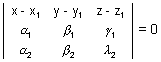 | x - x₁  y - y₁  z - z₁ |
| α₁  β₁  γ₁ | = 0
| α₂  β₂  λ₂ |